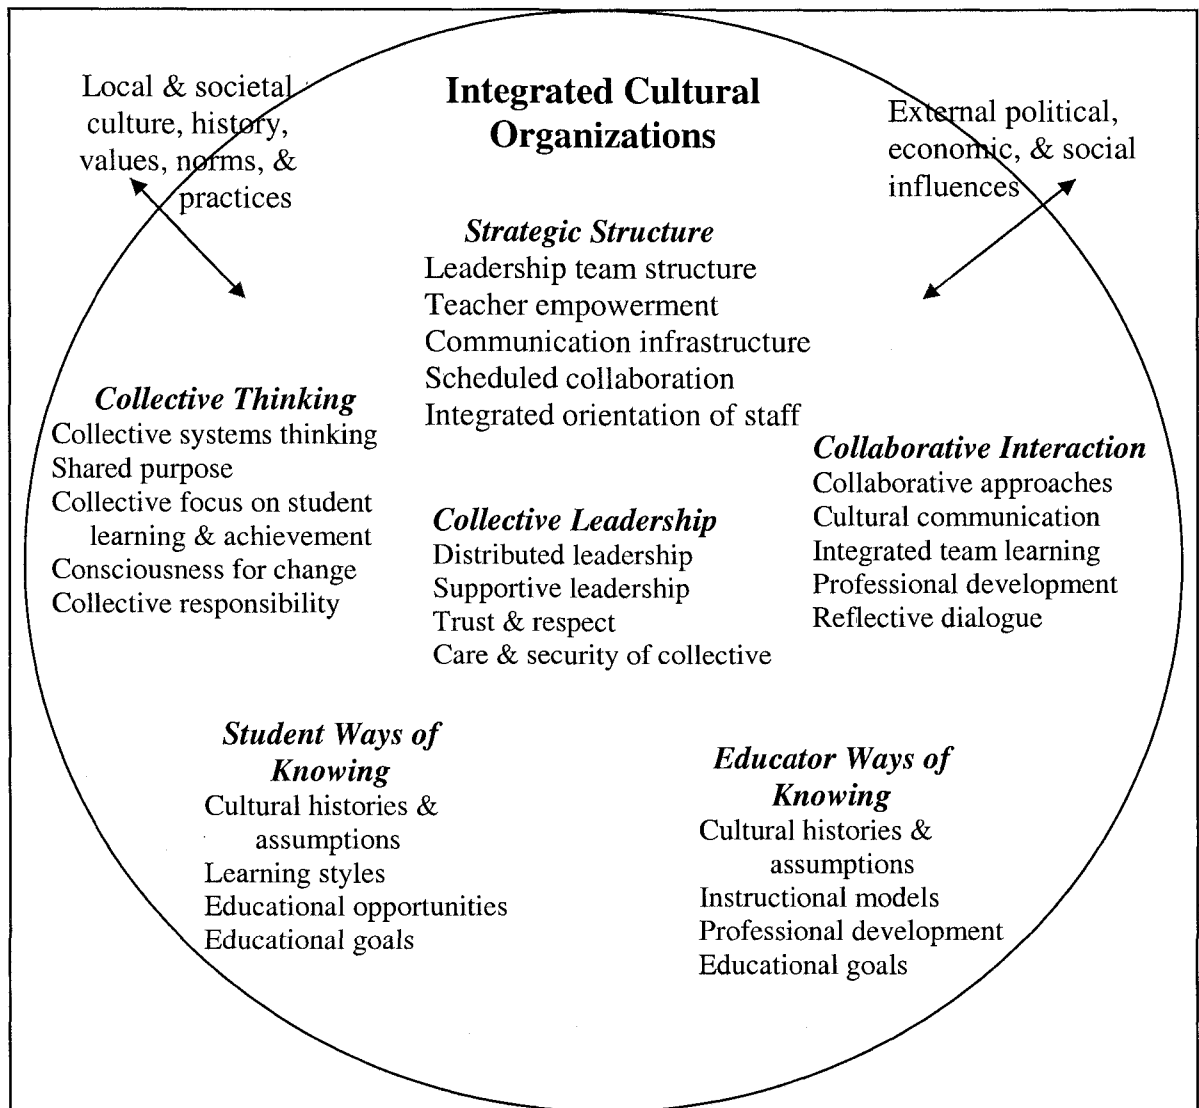 Local & societal
culture, history,
values, norms, &
practices
Integrated Cultural
Organizations
External political,
economic, & social
influences
Strategic Structure
Leadership team structure
Teacher empowerment
Communication infrastructure
Scheduled collaboration
Integrated orientation of staff
Collective Thinking
Collective systems thinking
Shared purpose
Collective focus on student
learning & achievement
Consciousness for change
Collective responsibility
Collective Leadership
Distributed leadership
Supportive leadership
Trust & respect
Care & security of collective
Collaborative Interaction
Collaborative approaches
Cultural communication
Integrated team learning
Professional development
Reflective dialogue
Student Ways of
Knowing
Cultural histories &
assumptions
Learning styles
Educational opportunities
Educational goals
Educator Ways of
Knowing
Cultural histories &
assumptions
Instructional models
Professional development
Educational goals